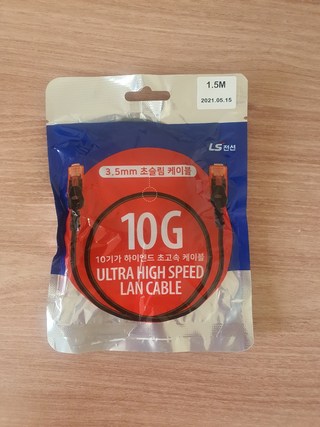 1.5M
2021.05.15
LS전선
3.5mm 초슬림 케이블
10G
10기가 하이엔드 초고속 케이블
ULTRA HIGH SPEED
LAN CABLE